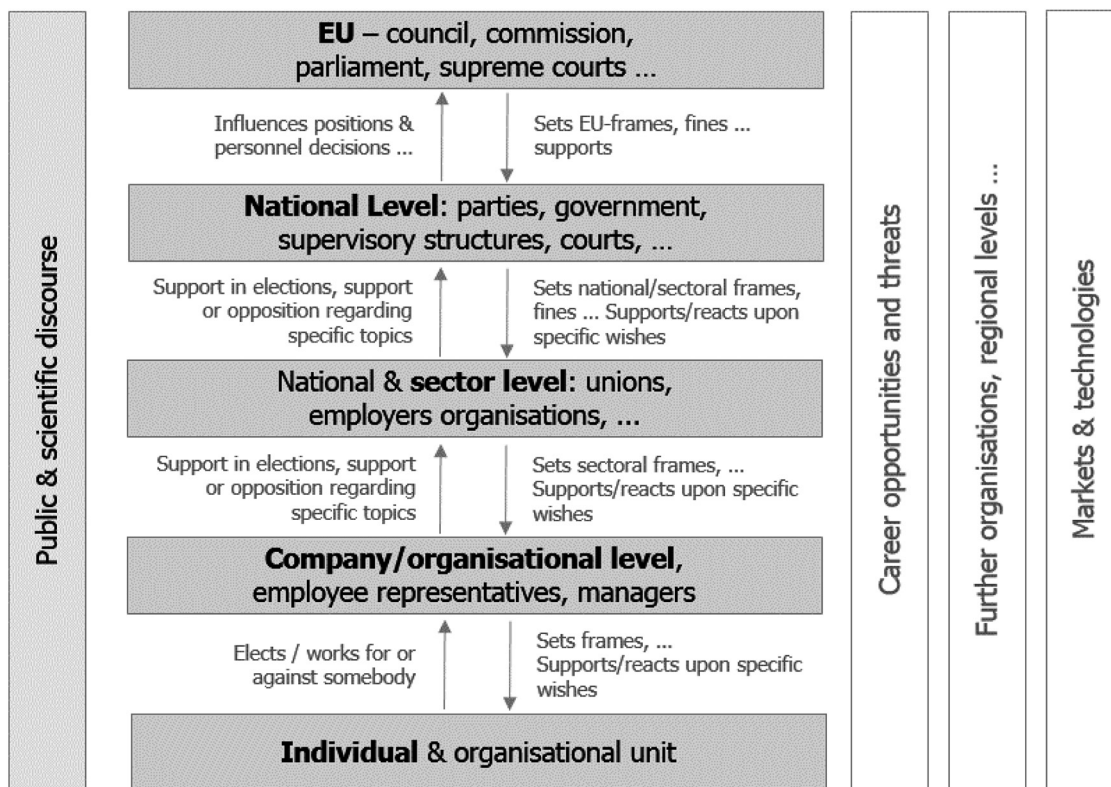 Public & scientific discourse
EU – council, commission,
parliament, supreme courts ...
Influences positions &
personnel decisions ...
Sets EU-frames, fines ...
supports
National Level: parties, government,
supervisory structures, courts, ...
Support in elections, support
or opposition regarding
specific topics
Sets national/sectoral frames,
fines ... Supports/reacts upon
specific wishes
National & sector level: unions,
employers organisations, ...
Support in elections, support
or opposition regarding
specific topics
Sets sectoral frames, ...
Supports/reacts upon specific
wishes
Company/organisational level,
employee representatives, managers
Elects / works for or
against somebody
Sets frames, ...
Supports/reacts upon specific
wishes
Individual & organisational unit
Career opportunities and threats
Further organisations, regional levels ...
Markets & technologies